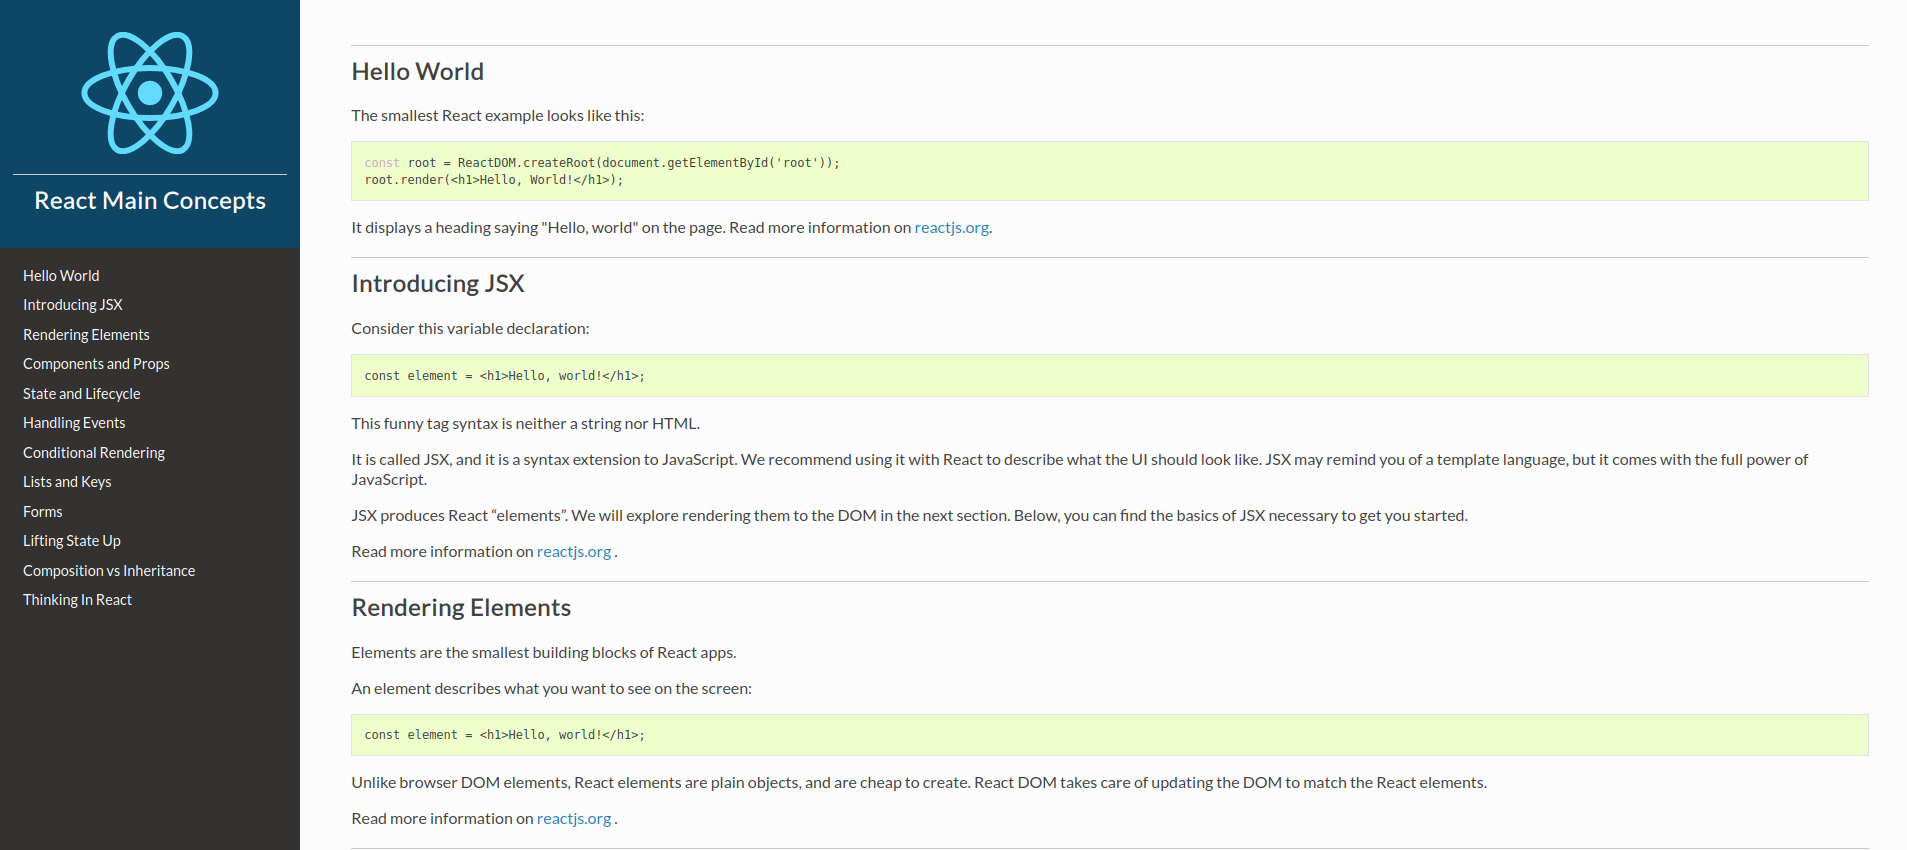 React Main Concepts
Hello World
Introducing JSX
Rendering Elements
Components and Props
State and Lifecycle
Handling Events
Conditional Rendering
Lists and Keys
Forms
Lifting State Up
Composition vs Inheritance
Thinking In React
Hello World
The smallest React example looks like this:
const root = ReactDOM.createRoot(document.getElementById('root'));
root.render(<h1>Hello, World!</h1>);
It displays a heading saying "Hello, world" on the page. Read more information on reactjs.org.
Introducing JSX
Consider this variable declaration:
const element = <h1>Hello, world!</h1>;
This funny tag syntax is neither a string nor HTML.
It is called JSX, and it is a syntax extension to JavaScript. We recommend using it with React to describe what the UI should look like. JSX may remind you of a template language, but it comes with the full power of
JavaScript.
JSX produces React “elements”. We will explore rendering them to the DOM in the next section. Below, you can find the basics of JSX necessary to get you started.
Read more information on reactjs.org .
Rendering Elements
Elements are the smallest building blocks of React apps.
An element describes what you want to see on the screen:
const element = <h1>Hello, world!</h1>;
Unlike browser DOM elements, React elements are plain objects, and are cheap to create. React DOM takes care of updating the DOM to match the React elements.
Read more information on reactjs.org .